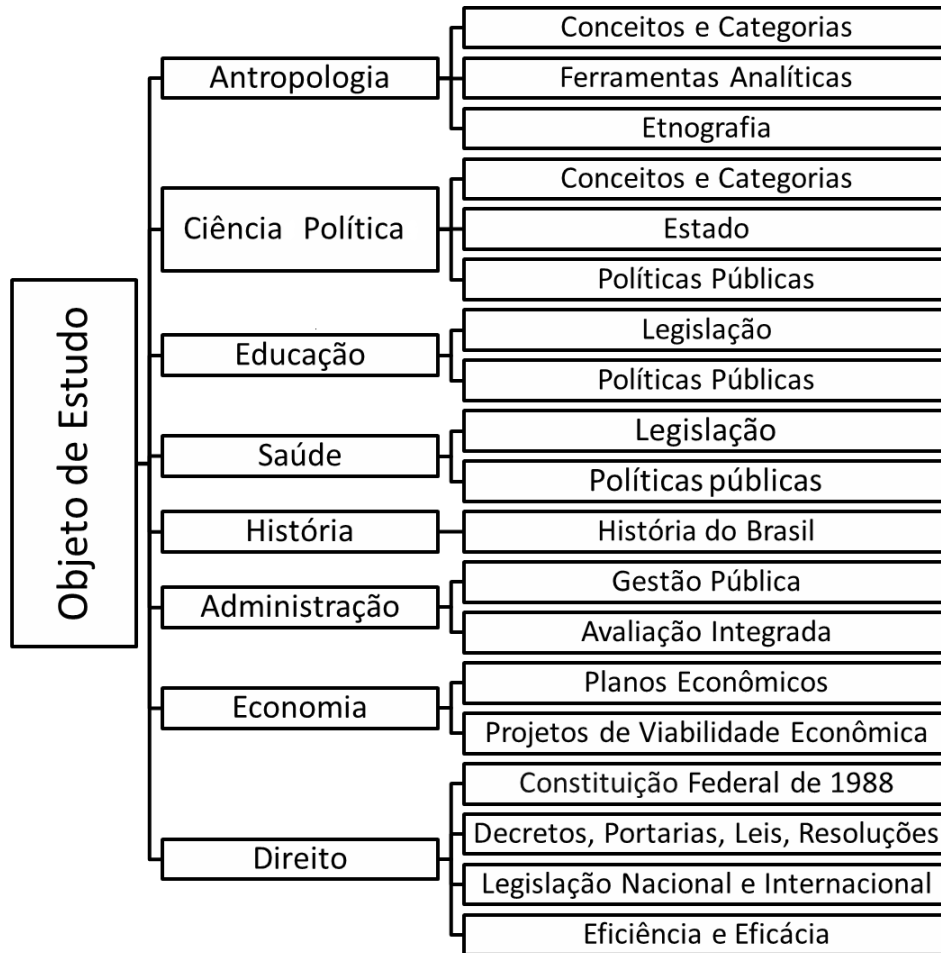 Objeto de Estudo
Antropologia
Conceitos e Categorias
Ferramentas Analíticas
Etnografia
Ciência Política
Conceitos e Categorias
Estado
Políticas Públicas
Educação
Legislação
Políticas Públicas
Saúde
Legislação
Políticas públicas
História
História do Brasil
Administração
Gestão Pública
Avaliação Integrada
Economia
Planos Econômicos
Projetos de Viabilidade Econômica
Direito
Constituição Federal de 1988
Decretos, Portarias, Leis, Resoluções
Legislação Nacional e Internacional
Eficiência e Eficácia